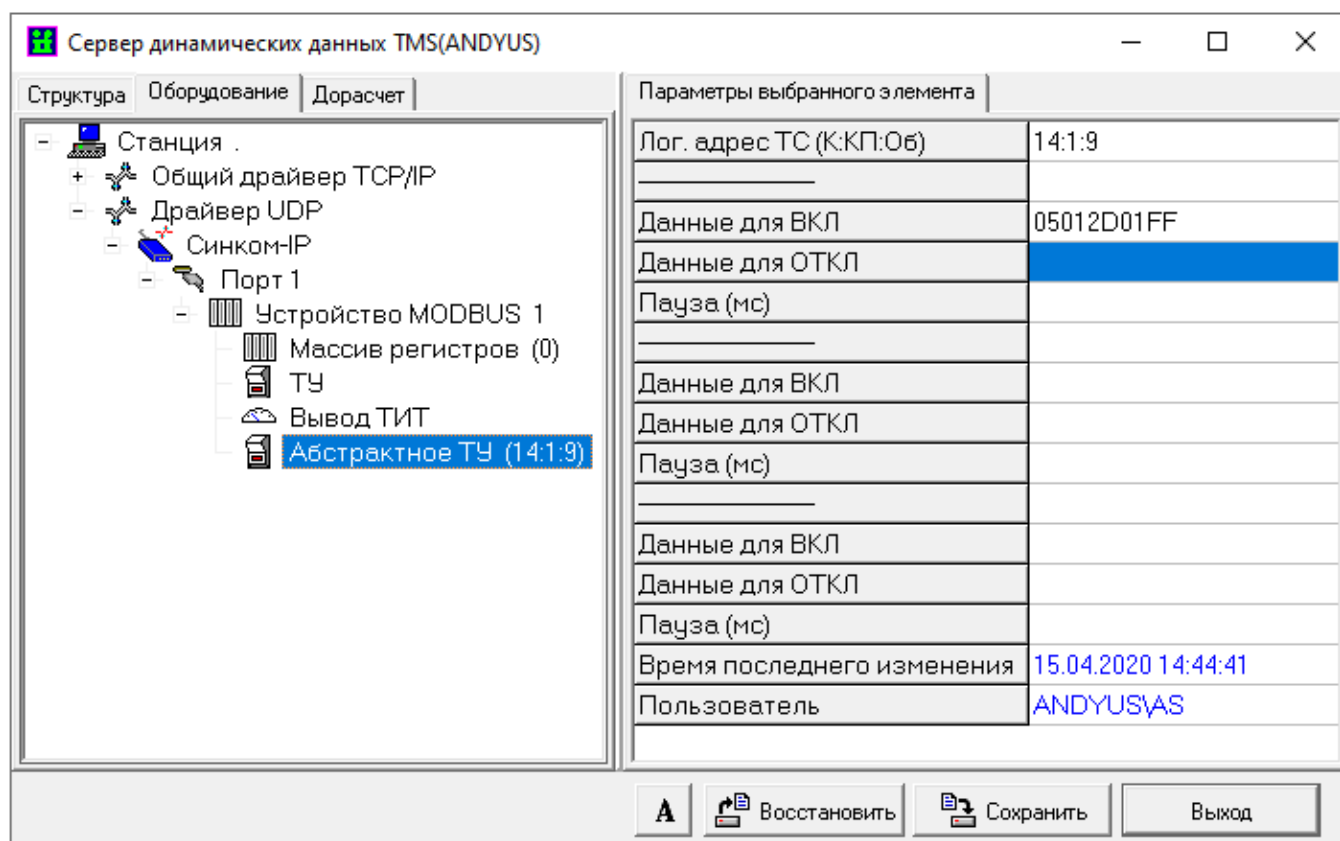 Сервер динамических данных TMS(ANDYUS)
Структура Оборудование Дорасчет
Станция .
Общий драйвер TCP/IP
Драйвер UDP
Синком-IP
Порт 1
Устройство MODBUS 1
Массив регистров (0)
ТУ
Вывод ТИТ
Абстрактное ТУ (14:1:9)
Параметры выбранного элемента
Лог. адрес ТС (К:КП:Об) 14:1:9
Данные для ВКЛ 05012D01FF
Данные для ОТКЛ
Пауза (мс)
Данные для ВКЛ
Данные для ОТКЛ
Пауза (мс)
Данные для ВКЛ
Данные для ОТКЛ
Пауза (мс)
Время последнего изменения 15.04.2020 14:44:41
Пользователь ANDYUS\AS
A Восстановить Сохранить Выход